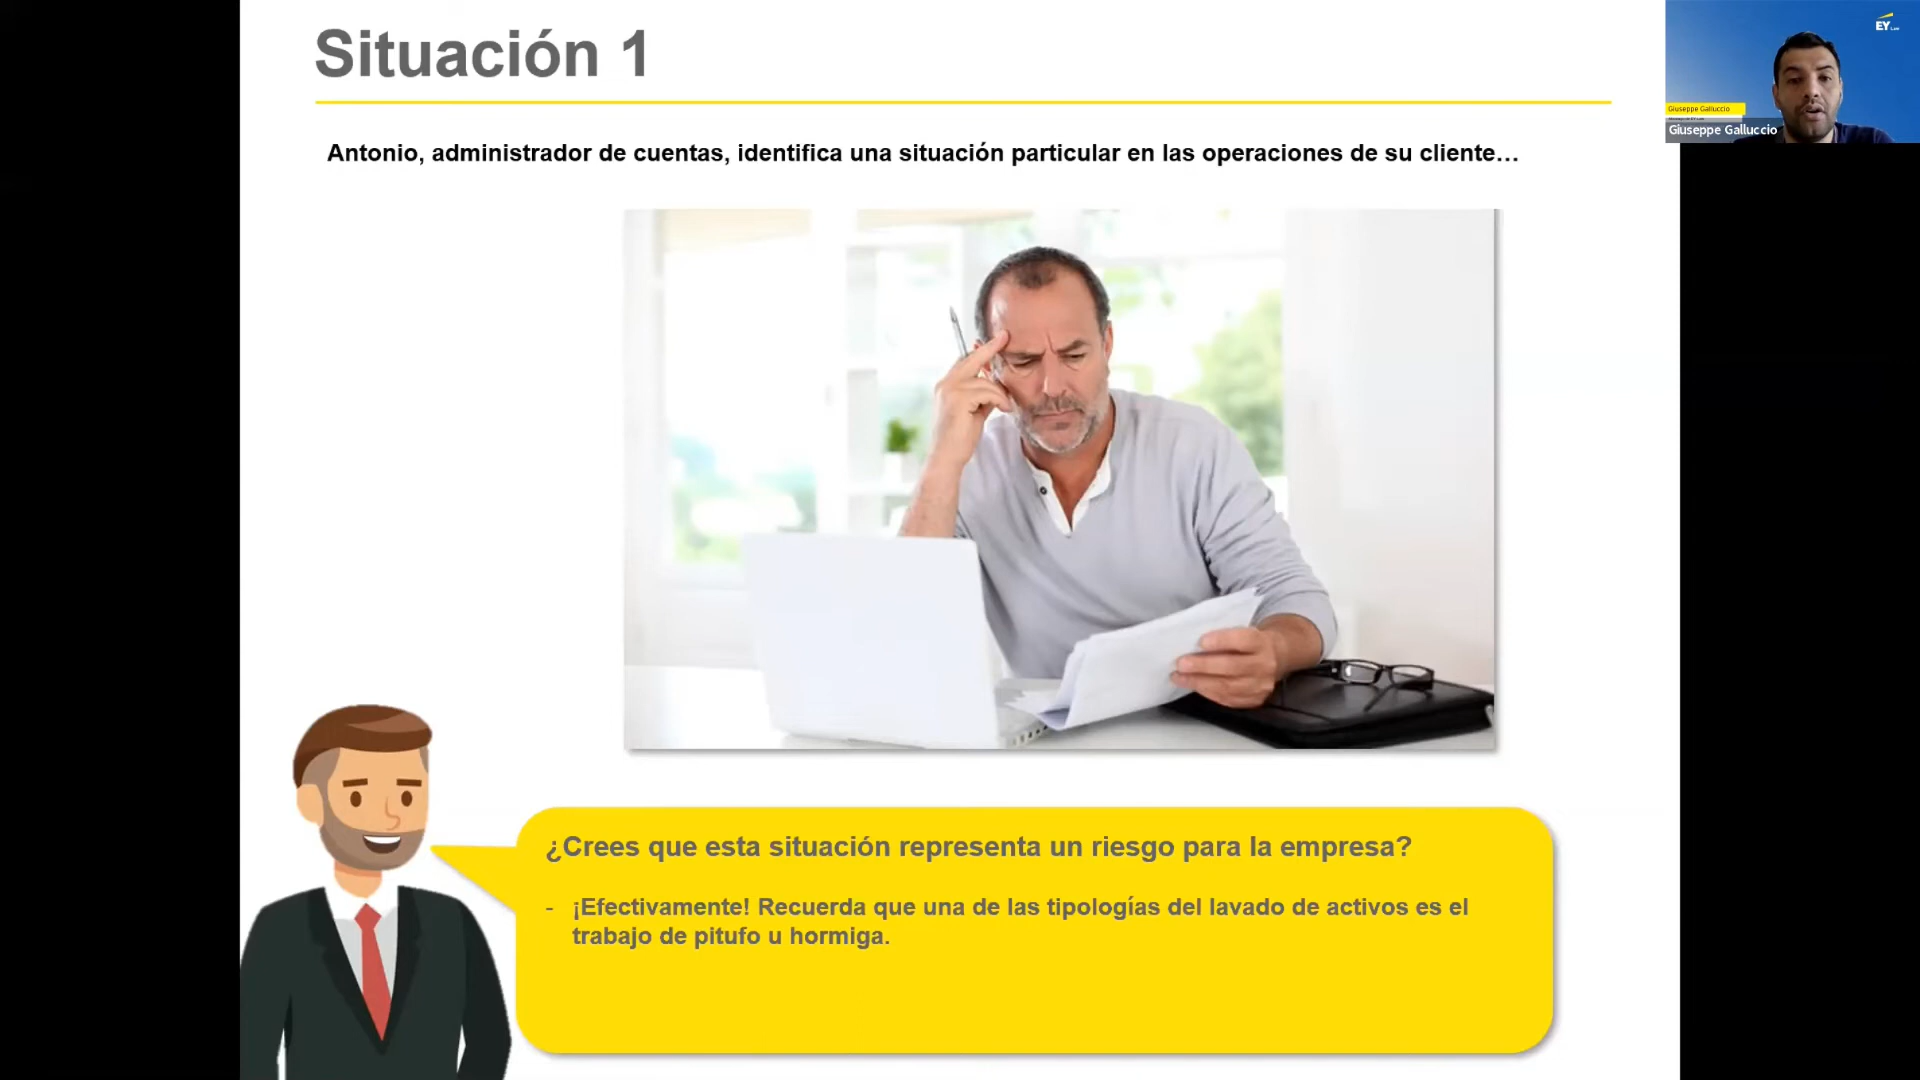 Situación 1
EY
Giuseppe Galluccio
Giuseppe Galluccio
Antonio, administrador de cuentas, identifica una situación particular en las operaciones de su cliente…
¿Crees que esta situación representa un riesgo para la empresa?
- ¡Efectivamente! Recuerda que una de las tipologías del lavado de activos es el
trabajo de pitufo u hormiga.